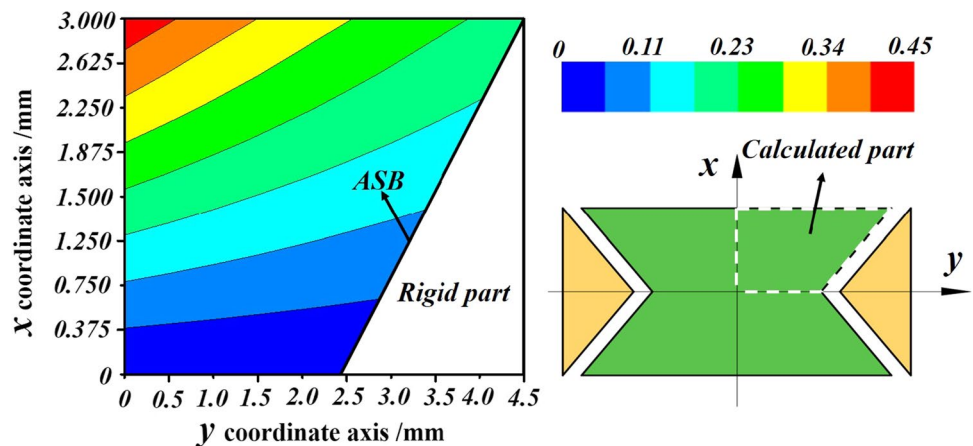 3.000
2.625
2.250
1.875
1.500
1.250
0.750
0.375
0
x coordinate axis /mm
ASB
Rigid part
0 0.5 1.0 1.5 2.0 2.5 3.0 3.5 4.0 4.5
y coordinate axis /mm
0 0.11 0.23 0.34 0.45
Calculated part
x
y